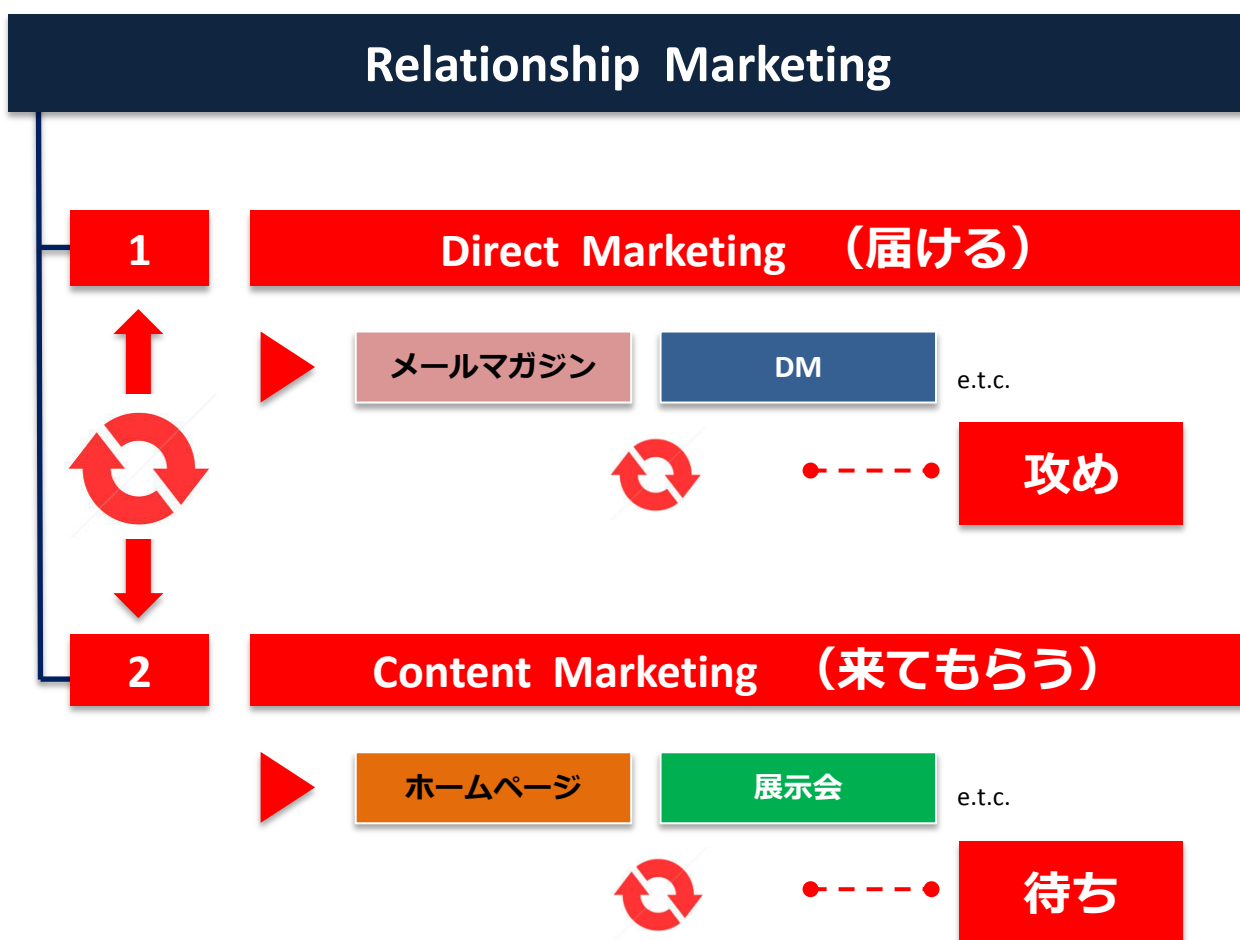 Relationship Marketing
1
Direct Marketing （届ける）
メールマガジン
DM
e.t.c.
攻め
2
Content Marketing （来てもらう）
ホームページ
展示会
e.t.c.
待ち